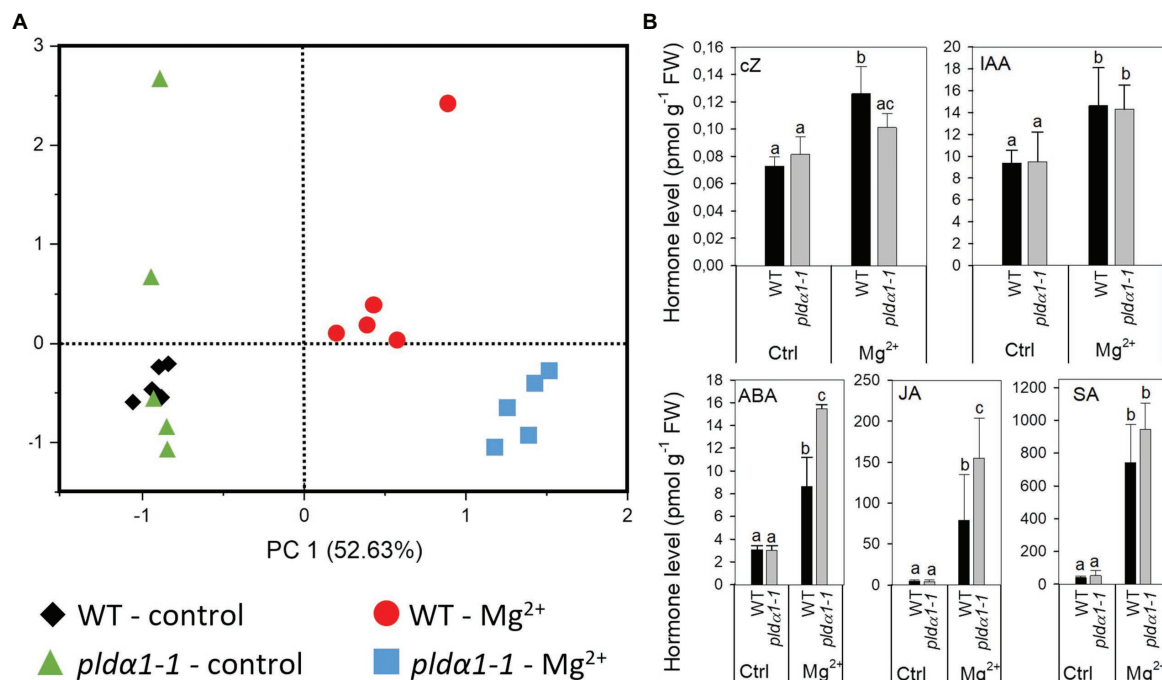 A
3
2
1
0
-1
-1
0
1
2
PC 1 (52.63%)
WT - control
WT - Mg²⁺
pldα1-1 - control
pldα1-1 - Mg²⁺
B
Hormone level (pmol g⁻¹ FW)
0,16
0,14
0,12
0,10
0,08
0,06
0,04
0,02
0,00
cZ
a
a
b
ac
WT
pldα1-1
WT
pldα1-1
Ctrl
Mg²⁺
20
18
16
14
12
10
8
6
4
2
0
IAA
a
a
b
b
WT
pldα1-1
WT
pldα1-1
Ctrl
Mg²⁺
Hormone level (pmol g⁻¹ FW)
18
16
14
12
10
8
6
4
2
0
ABA
a
a
b
c
WT
pldα1-1
WT
pldα1-1
Ctrl
Mg²⁺
250
200
150
100
50
0
JA
a
a
b
c
WT
pldα1-1
WT
pldα1-1
Ctrl
Mg²⁺
1200
1000
800
600
400
200
0
SA
a
a
b
b
WT
pldα1-1
WT
pldα1-1
Ctrl
Mg²